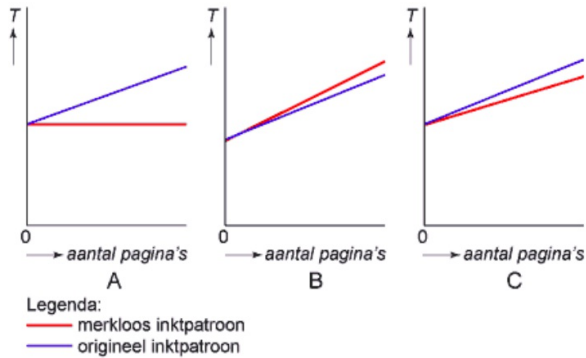 T T T
0 0 0
aantal pagina's aantal pagina's aantal pagina's
A B C
Legenda:
merkloos inktpatroon
origineel inktpatroon